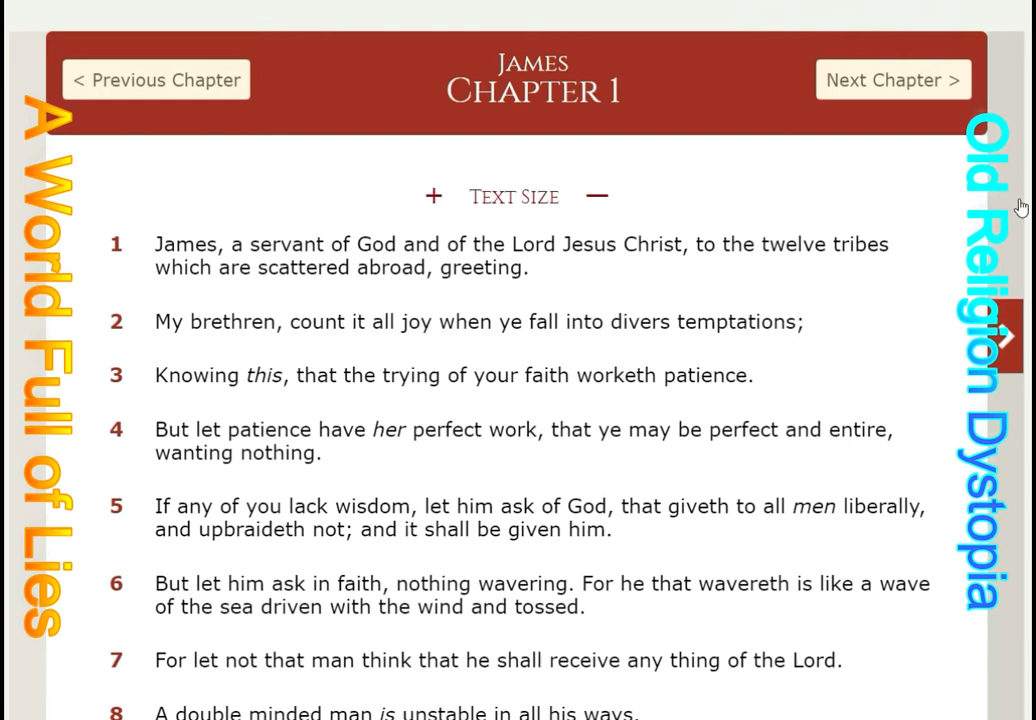 JAMES
CHAPTER 1
< Previous Chapter
Next Chapter >
+ TEXT SIZE —
1 James, a servant of God and of the Lord Jesus Christ, to the twelve tribes
which are scattered abroad, greeting.
2 My brethren, count it all joy when ye fall into divers temptations;
3 Knowing this, that the trying of your faith worketh patience.
4 But let patience have her perfect work, that ye may be perfect and entire,
wanting nothing.
5 If any of you lack wisdom, let him ask of God, that giveth to all men liberally,
and upbraideth not; and it shall be given him.
6 But let him ask in faith, nothing wavering. For he that wavereth is like a wave
of the sea driven with the wind and tossed.
7 For let not that man think that he shall receive any thing of the Lord.
8 A double minded man is unstable in all his ways.
A World Full of Lies
Old Religion Dystopia